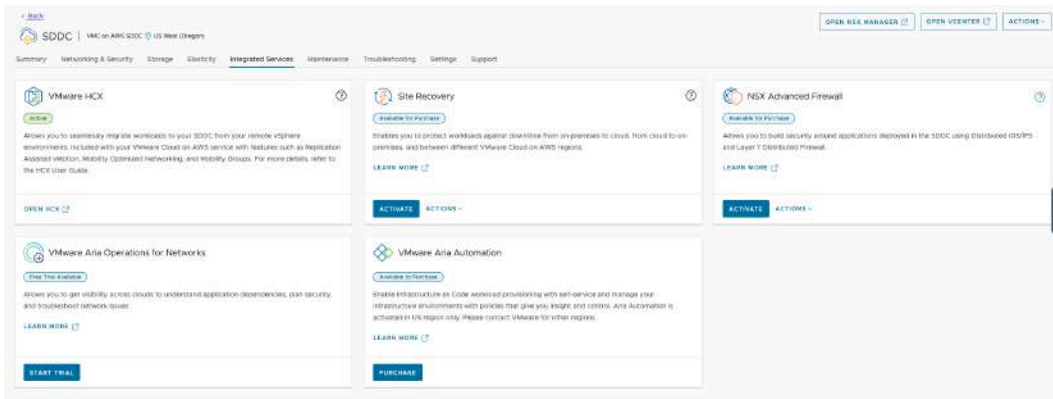 < Back
SDDC | VMC on AWS SDDC US West (Oregon)
OPEN NSX MANAGER OPEN VCENTER ACTIONS
Summary Networking & Security Storage Elasticity Integrated Services Maintenance Troubleshooting Settings Support
VMware HCX
Active
Allows you to seamlessly migrate workloads to your SDDC from your remote vSphere
environments. Included with your VMware Cloud on AWS service with features such as Replication
Assisted vMotion, Mobility Optimized Networking, and Mobility Groups. For more details, refer to
the HCX User Guide.
OPEN HCX
Site Recovery
Available for Purchase
Enables you to protect workloads against downtime from on-premises to cloud, from cloud to on-
premises, and between different VMware Cloud on AWS regions.
LEARN MORE
ACTIVATE ACTIONS
NSX Advanced Firewall
Available for Purchase
Allows you to build security around applications deployed in the SDDC using Distributed IDS/IPS
and Layer 7 Distributed Firewall.
LEARN MORE
ACTIVATE ACTIONS
VMware Aria Operations for Networks
Free Trial Available
Allows you to get visibility across clouds to understand application dependencies, plan security,
and troubleshoot network issues
LEARN MORE
START TRIAL
VMware Aria Automation
Available to Purchase
Enable Infrastructure as Code workload provisioning with self-service and manage your
infrastructure environments with policies that give you insight and control. Aria Automation is
activated in US region only. Please contact VMware for other regions.
LEARN MORE
PURCHASE